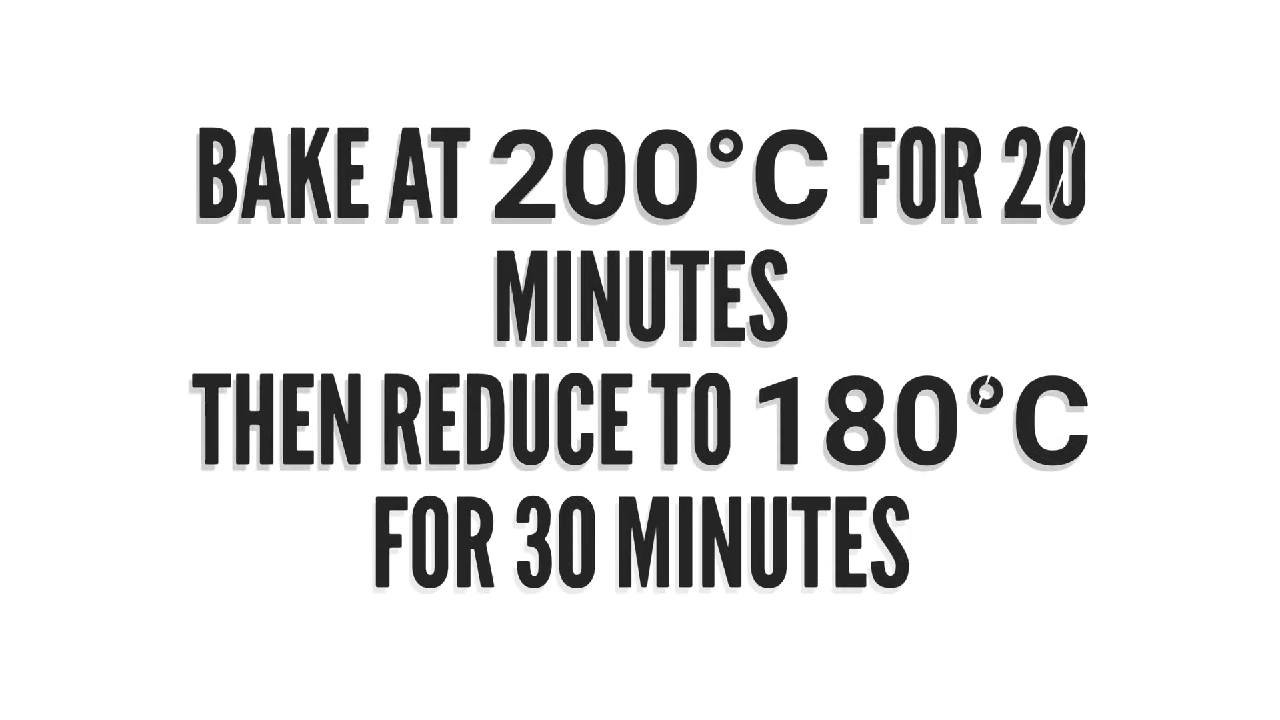 BAKE AT 200°C FOR 20
MINUTES
THEN REDUCE TO 180°C
FOR 30 MINUTES